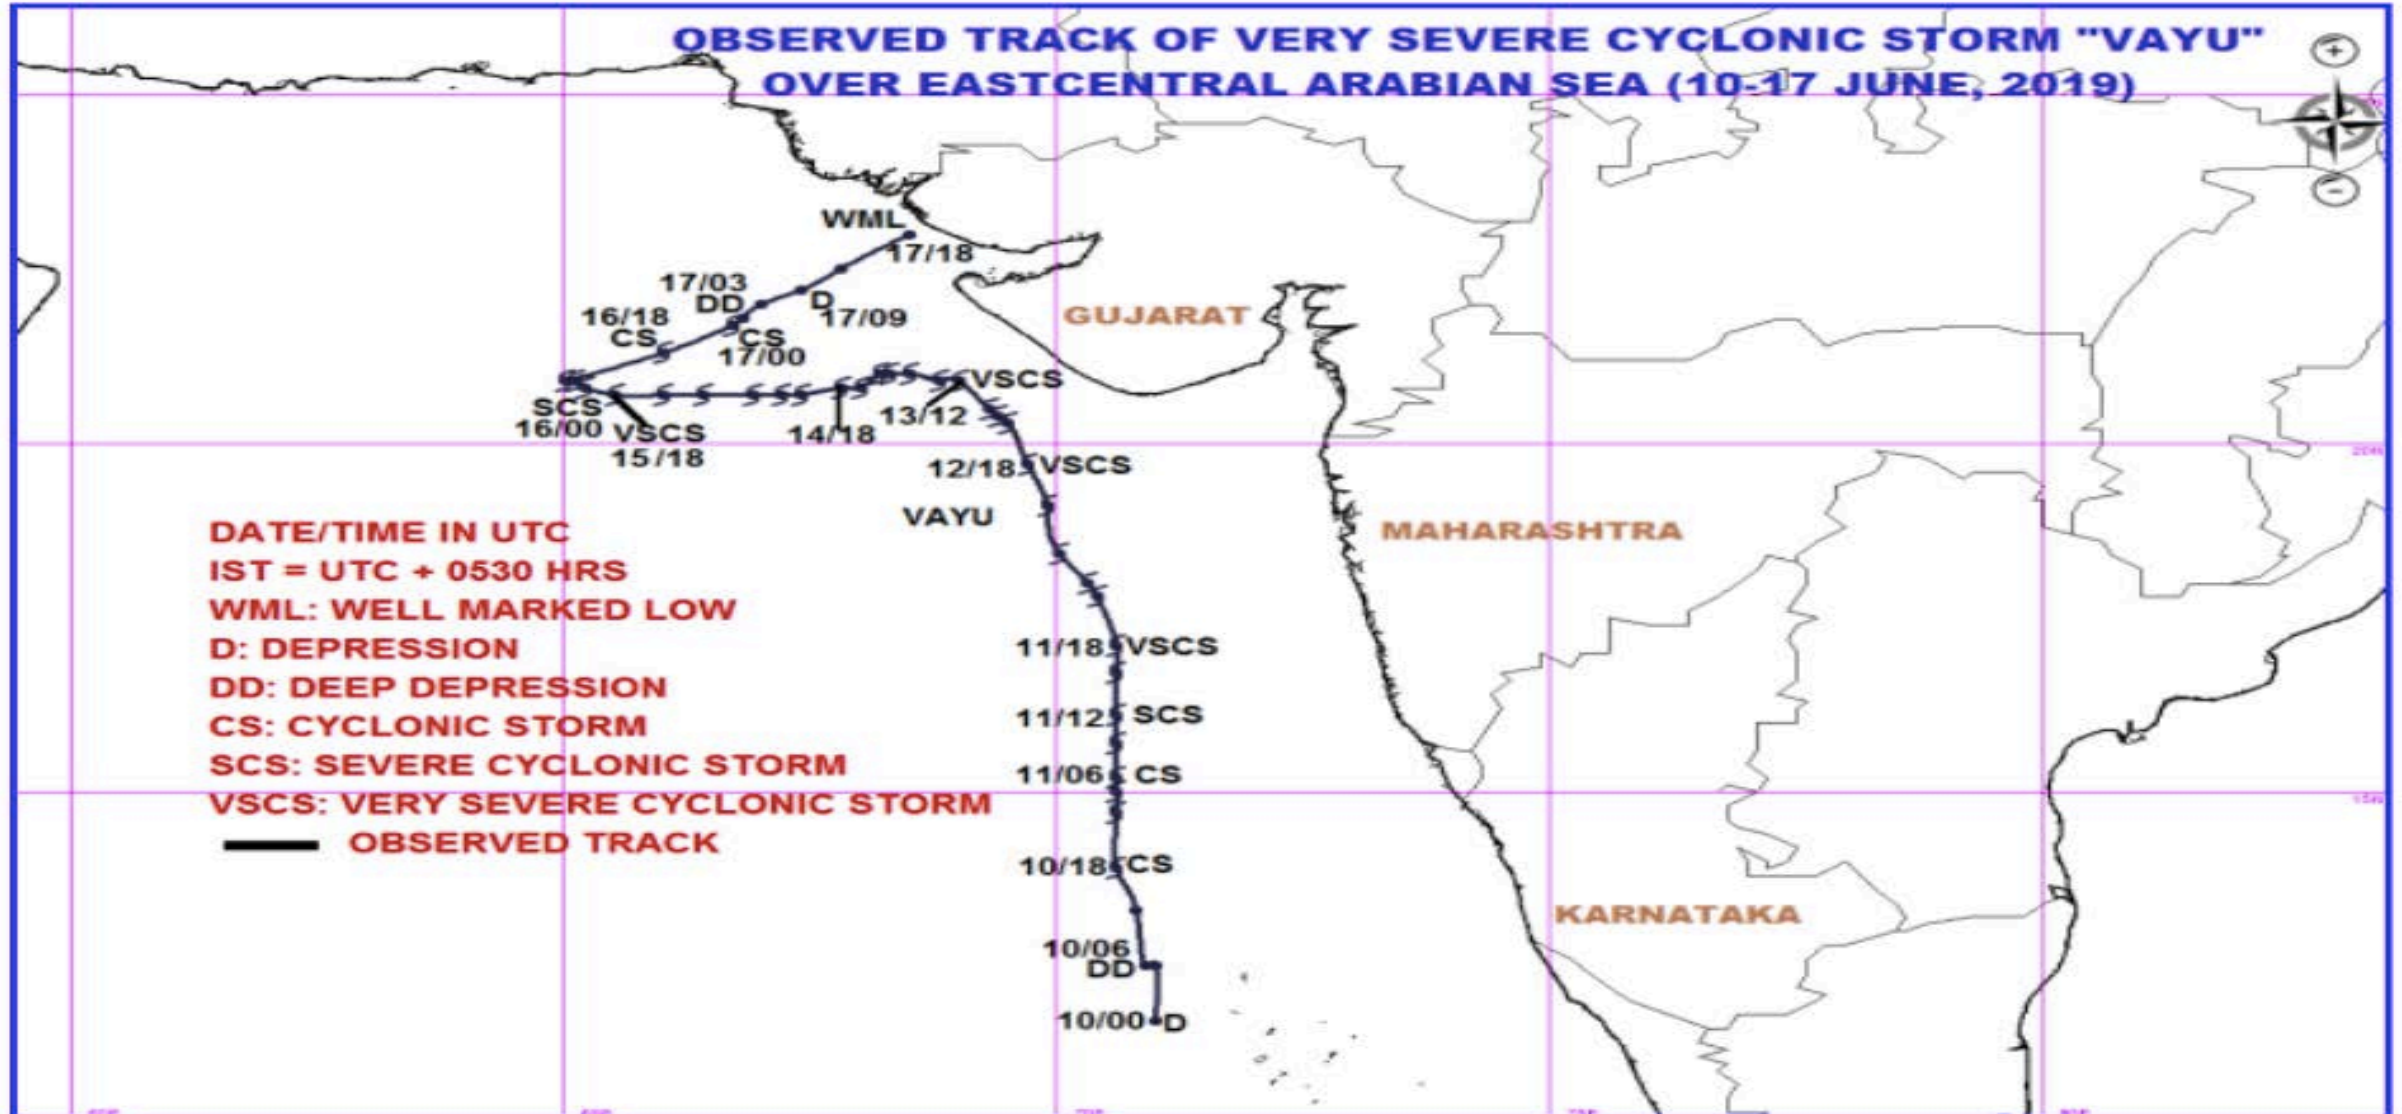 OBSERVED TRACK OF VERY SEVERE CYCLONIC STORM "VAYU"
OVER EASTCENTRAL ARABIAN SEA (10-17 JUNE, 2019)
WML
17/18
17/03
DD
D
17/09
16/18
CS
CS
17/00
GUJARAT
VSCS
13/12
SCS
16/00
VSCS
15/18
14/18
20N
12/18
VSCS
VAYU
MAHARASHTRA
DATE/TIME IN UTC
IST = UTC + 0530 HRS
WML: WELL MARKED LOW
D: DEPRESSION
DD: DEEP DEPRESSION
CS: CYCLONIC STORM
SCS: SEVERE CYCLONIC STORM
VSCS: VERY SEVERE CYCLONIC STORM
OBSERVED TRACK
11/18
VSCS
11/12
SCS
11/06
CS
15N
10/18
CS
KARNATAKA
10/06
DD
10/00
D